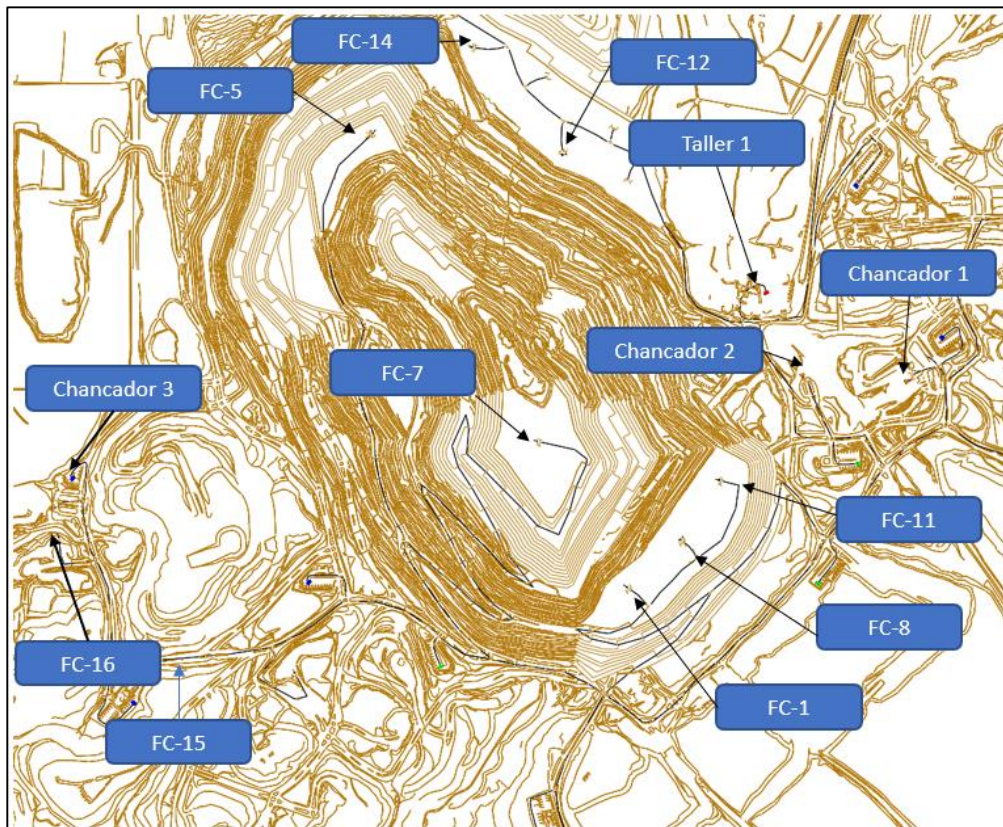 FC-14
FC-12
FC-5
Taller 1
Chancador 1
Chancador 2
FC-7
Chancador 3
FC-11
FC-8
FC-16
FC-1
FC-15